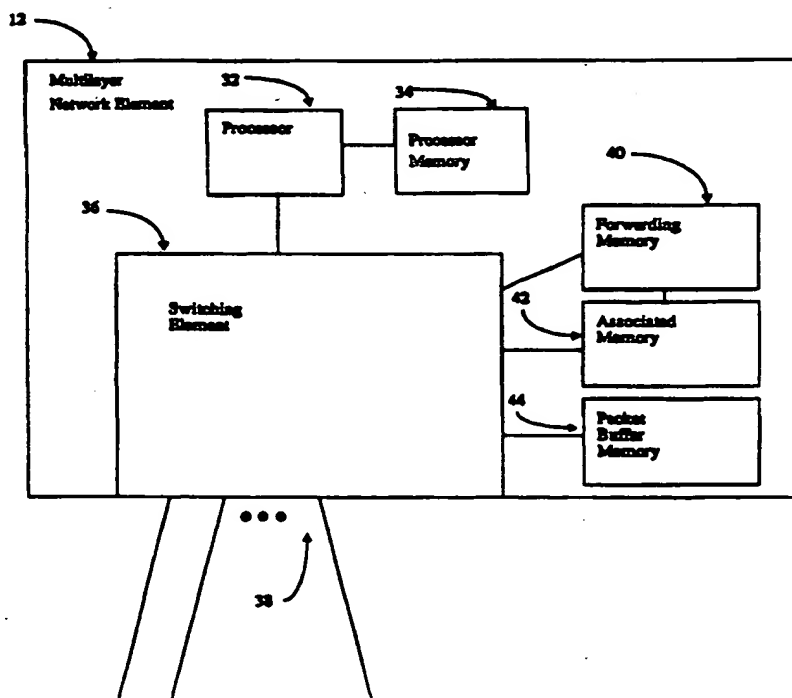 12
Multilayer
Network Element
32
Processor
34
Processor
Memory
40
36
Forwarding
Memory
Switching
Element
42
Associated
Memory
44
Packet
Buffer
Memory
38